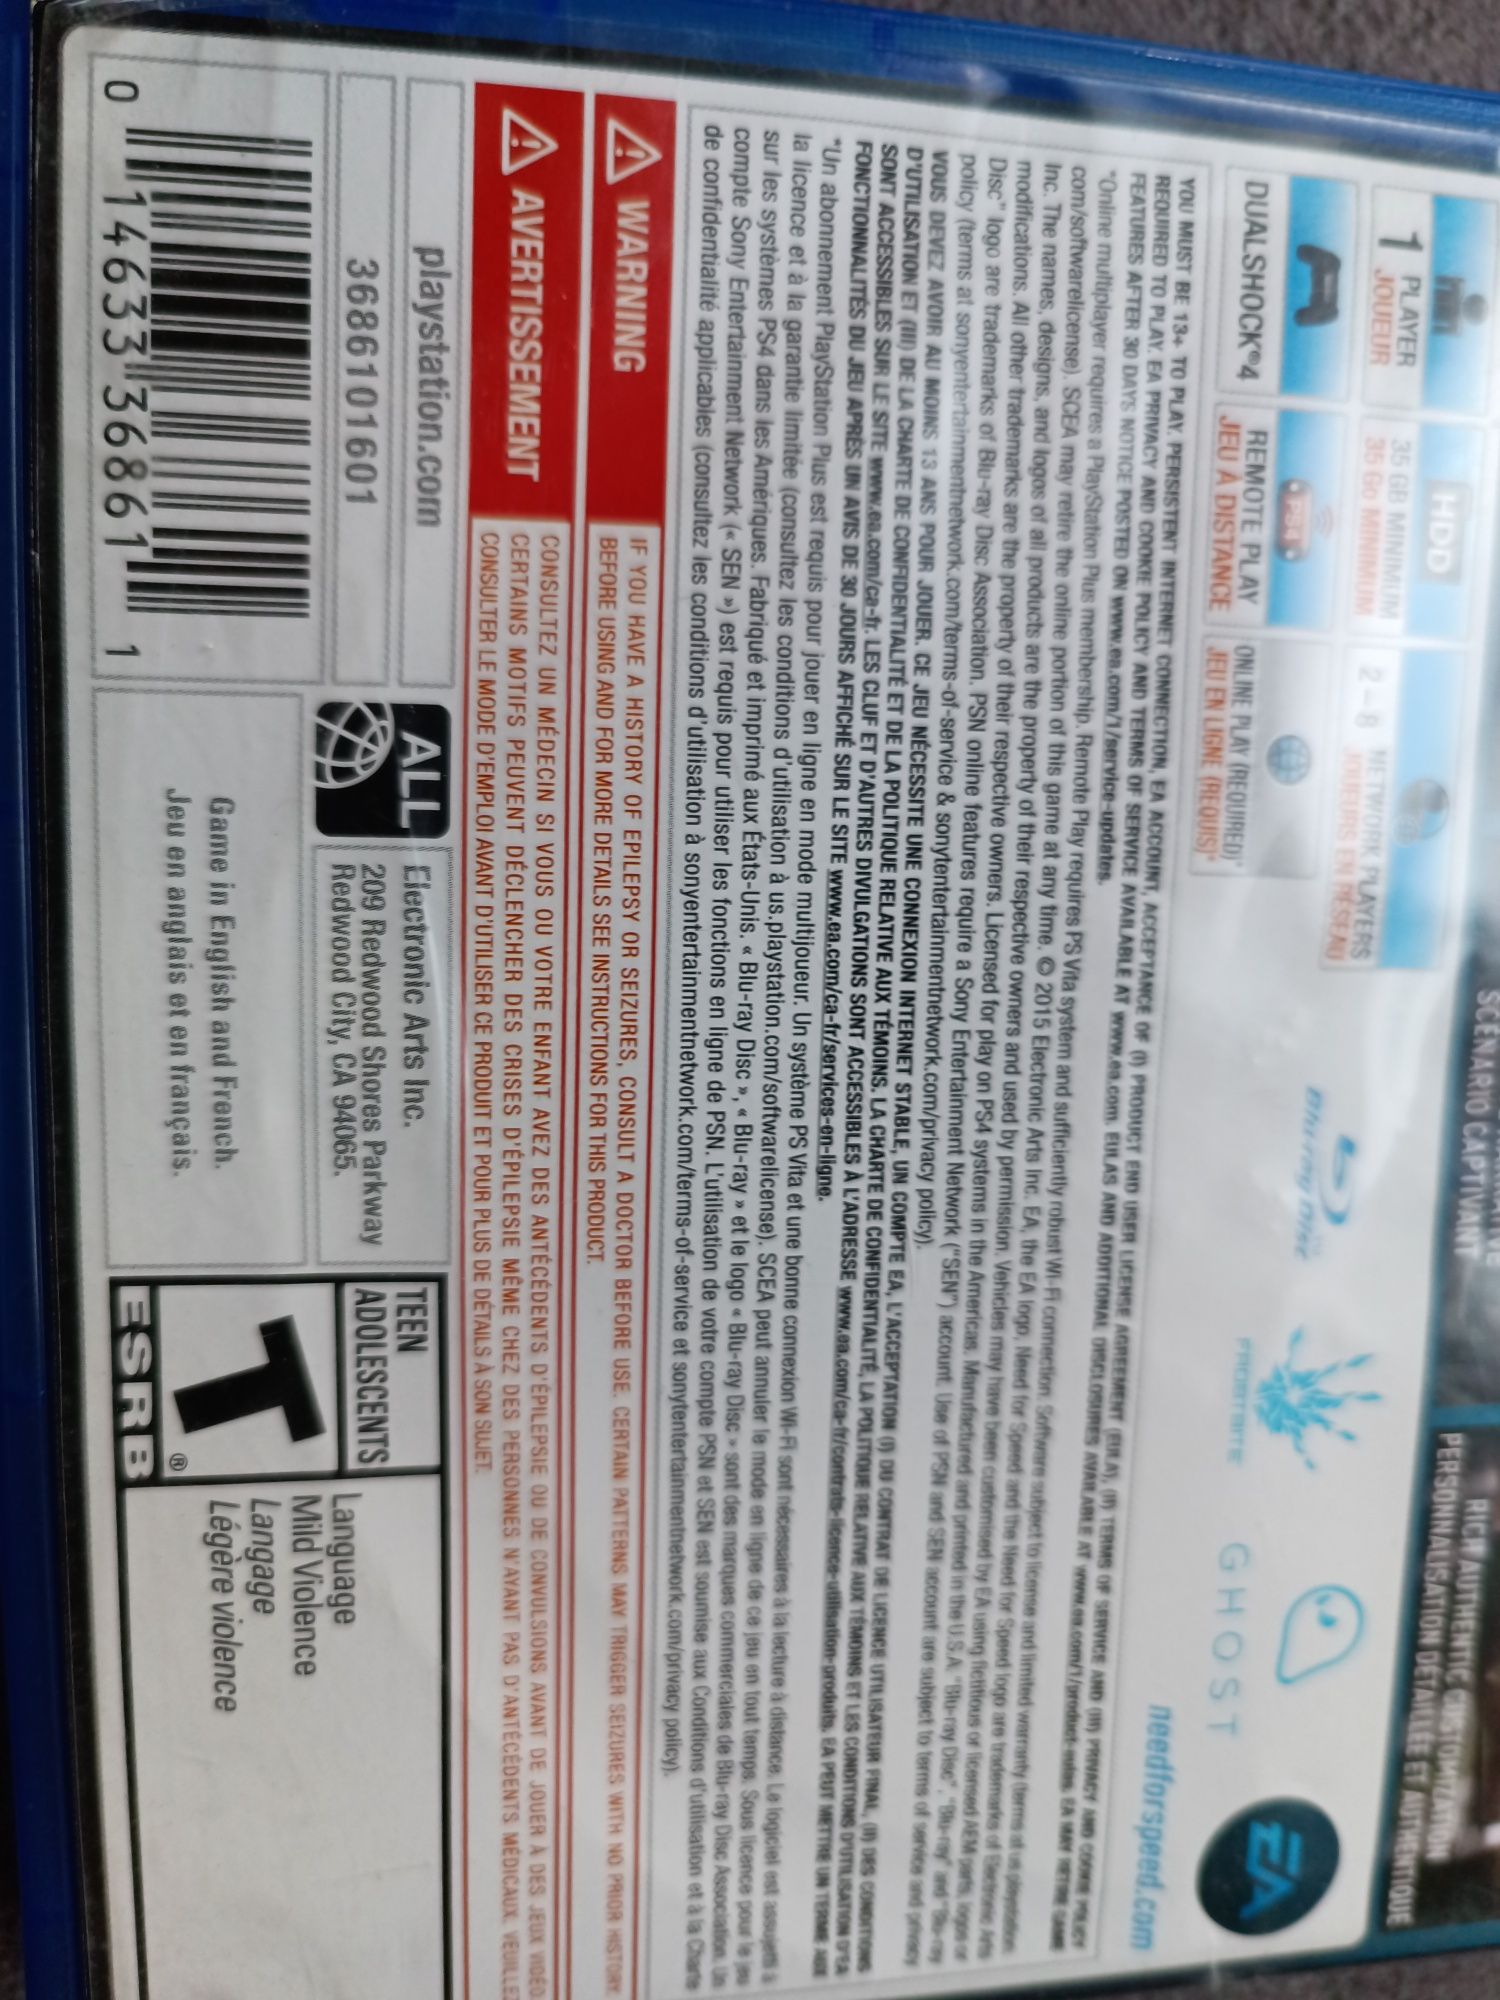 SCÉNARIO CAPTIVANT
RICH AUTHENTIC CUSTOMIZATION
PERSONNALISATION DÉTAILLÉE ET AUTHENTIQUE
1 PLAYER
JOUEUR
HDD
35 GB MINIMUM
35 Go MINIMUM
2-8 NETWORK PLAYERS
JOUEURS EN RÉSEAU
DUALSHOCK®4
PS4
REMOTE PLAY
JEU À DISTANCE
ONLINE PLAY (REQUIRED)*
JEU EN LIGNE (REQUIS)*
Blu-ray Disc
FROSTBITE
GHOST
EA
needforspeed.com
YOU MUST BE 13+ TO PLAY. PERSISTENT INTERNET CONNECTION, EA ACCOUNT, ACCEPTANCE OF (I) PRODUCT END USER LICENSE AGREEMENT (EULA), (II) TERMS OF SERVICE AND (III) PRIVACY AND COOKIE POLICY
REQUIRED TO PLAY. EA PRIVACY AND COOKIE POLICY AND TERMS OF SERVICE AVAILABLE AT www.ea.com. EULAS AND ADDITIONAL DISCLOSURES AVAILABLE AT www.ea.com/1/product-eulas. EA MAY RETIRE GAME
FEATURES AFTER 30 DAYS NOTICE POSTED ON www.ea.com/1/service-updates.
*Online multiplayer requires a PlayStation Plus membership. Remote Play requires PS Vita system and sufficiently robust Wi-Fi connection. Software subject to license and limited warranty (terms at us.playstation.
com/softwarelicense). SCEA may retire the online portion of this game at any time. © 2015 Electronic Arts Inc. EA, the EA logo, Need for Speed and the Need for Speed logo are trademarks of Electronic Arts
Inc. The names, designs, and logos of all products are the property of their respective owners and used by permission. Vehicles may have been customised by EA using fictitious or licensed AEM parts, logos or
modifications. All other trademarks are the property of their respective owners. Licensed for play on PS4 systems in the Americas. Manufactured and printed in the U.S.A. "Blu-ray Disc", "Blu-ray" and "Blu-ray
Disc" logo are trademarks of Blu-ray Disc Association. PSN online features require a Sony Entertainment Network ("SEN") account. Use of PSN and SEN account are subject to terms of service and privacy
policy (terms at sonyentertainmentnetwork.com/terms-of-service & sonytentertainmentnetwork.com/privacy policy).
VOUS DEVEZ AVOIR AU MOINS 13 ANS POUR JOUER. CE JEU NÉCESSITE UNE CONNEXION INTERNET STABLE, UN COMPTE EA, L'ACCEPTATION (I) DU CONTRAT DE LICENCE UTILISATEUR FINAL, (II) DES CONDITIONS
D'UTILISATION ET (III) DE LA CHARTE DE CONFIDENTIALITÉ ET DE LA POLITIQUE RELATIVE AUX TÉMOINS. LA CHARTE DE CONFIDENTIALITÉ, LA POLITIQUE RELATIVE AUX TÉMOINS ET LES CONDITIONS D'UTILISATION D'EA
SONT ACCESSIBLES SUR LE SITE www.ea.com/ca-fr. LES CLUF ET D'AUTRES DIVULGATIONS SONT ACCESSIBLES À L'ADRESSE www.ea.com/ca-fr/contrats-licence-utilisation-produits. EA PEUT METTRE UN TERME AUX
FONCTIONNALITÉS DU JEU APRÈS UN AVIS DE 30 JOURS AFFICHÉ SUR LE SITE www.ea.com/ca-fr/services-en-ligne.
*Un abonnement PlayStation Plus est requis pour jouer en ligne en mode multijoueur. Un système PS Vita et une bonne connexion Wi-Fi sont nécessaires à la lecture à distance. Le logiciel est assujetti à
la licence et à la garantie limitée (consultez les conditions d'utilisation à us.playstation.com/softwarelicense). SCEA peut annuler le mode en ligne de ce jeu en tout temps. Sous licence pour le jeu
sur les systèmes PS4 dans les Amériques. Fabriqué et imprimé aux États-Unis. « Blu-ray Disc », « Blu-ray » et le logo « Blu-ray Disc » sont des marques commerciales de Blu-ray Disc Association. Un
compte Sony Entertainment Network (« SEN ») est requis pour utiliser les fonctions en ligne de PSN. L'utilisation de votre compte PSN et SEN est soumise aux Conditions d'utilisation et à la Charte
de confidentialité applicables (consultez les conditions d'utilisation à sonyentertainmentnetwork.com/terms-of-service et sonytentertainmentnetwork.com/privacy policy).
WARNING
IF YOU HAVE A HISTORY OF EPILEPSY OR SEIZURES, CONSULT A DOCTOR BEFORE USE. CERTAIN PATTERNS MAY TRIGGER SEIZURES WITH NO PRIOR HISTORY.
BEFORE USING AND FOR MORE DETAILS SEE INSTRUCTIONS FOR THIS PRODUCT.
AVERTISSEMENT
CONSULTEZ UN MÉDECIN SI VOUS OU VOTRE ENFANT AVEZ DES ANTÉCÉDENTS D'ÉPILEPSIE OU DE CONVULSIONS AVANT DE JOUER À DES JEUX VIDÉO.
CERTAINS MOTIFS PEUVENT DÉCLENCHER DES CRISES D'ÉPILEPSIE MÊME CHEZ DES PERSONNES N'AYANT PAS D'ANTÉCÉDENTS MÉDICAUX. VEUILLEZ
CONSULTER LE MODE D'EMPLOI AVANT D'UTILISER CE PRODUIT ET POUR PLUS DE DÉTAILS À SON SUJET.
playstation.com
3686101601
0 14633 36861 1
ALL
Electronic Arts Inc.
209 Redwood Shores Parkway
Redwood City, CA 94065.
Game in English and French.
Jeu en anglais et en français.
TEEN
ADOLESCENTS
T
®
ESRB
Language
Mild Violence
Langage
Légère violence